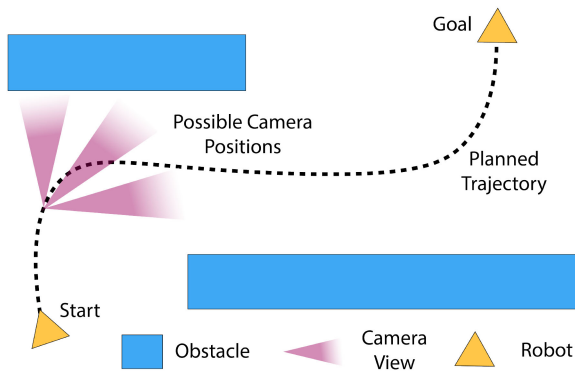 Goal
Possible Camera
Positions
Planned
Trajectory
Start
Obstacle
Camera
View
Robot